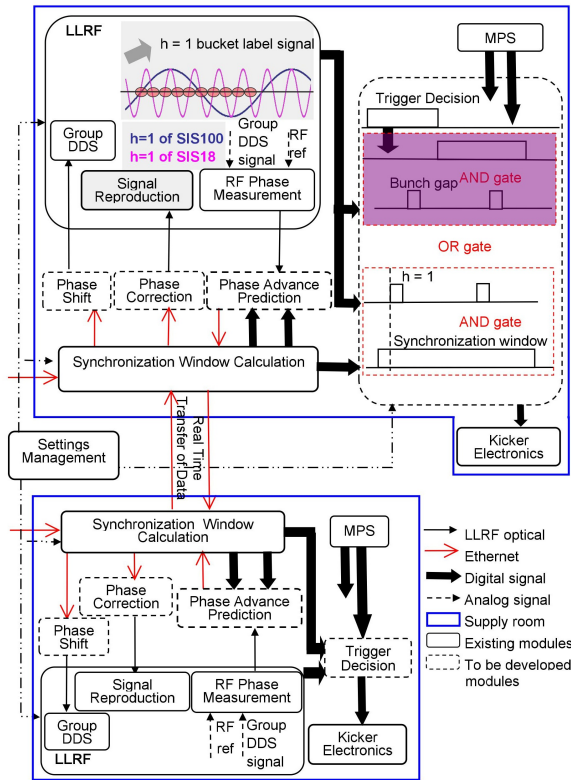 LLRF
h = 1 bucket label signal
MPS
Trigger Decision
Group
DDS
h=1 of SIS100
h=1 of SIS18
Group
DDS
signal
RF
ref
Signal
Reproduction
RF Phase
Measurement
Bunch gap
AND gate
OR gate
Phase
Shift
Phase
Correction
Phase Advance
Prediction
h = 1
AND gate
Synchronization window
Synchronization Window Calculation
Transfer of Data
Real Time
Settings
Management
Kicker
Electronics
Synchronization Window
Calculation
MPS
LLRF optical
Ethernet
Digital signal
Analog signal
Supply room
Existing modules
To be developed
modules
Phase
Correction
Phase Advance
Prediction
Phase
Shift
Trigger
Decision
Signal
Reproduction
RF Phase
Measurement
Group
DDS
LLRF
RF
ref
Group
DDS
signal
Kicker
Electronics